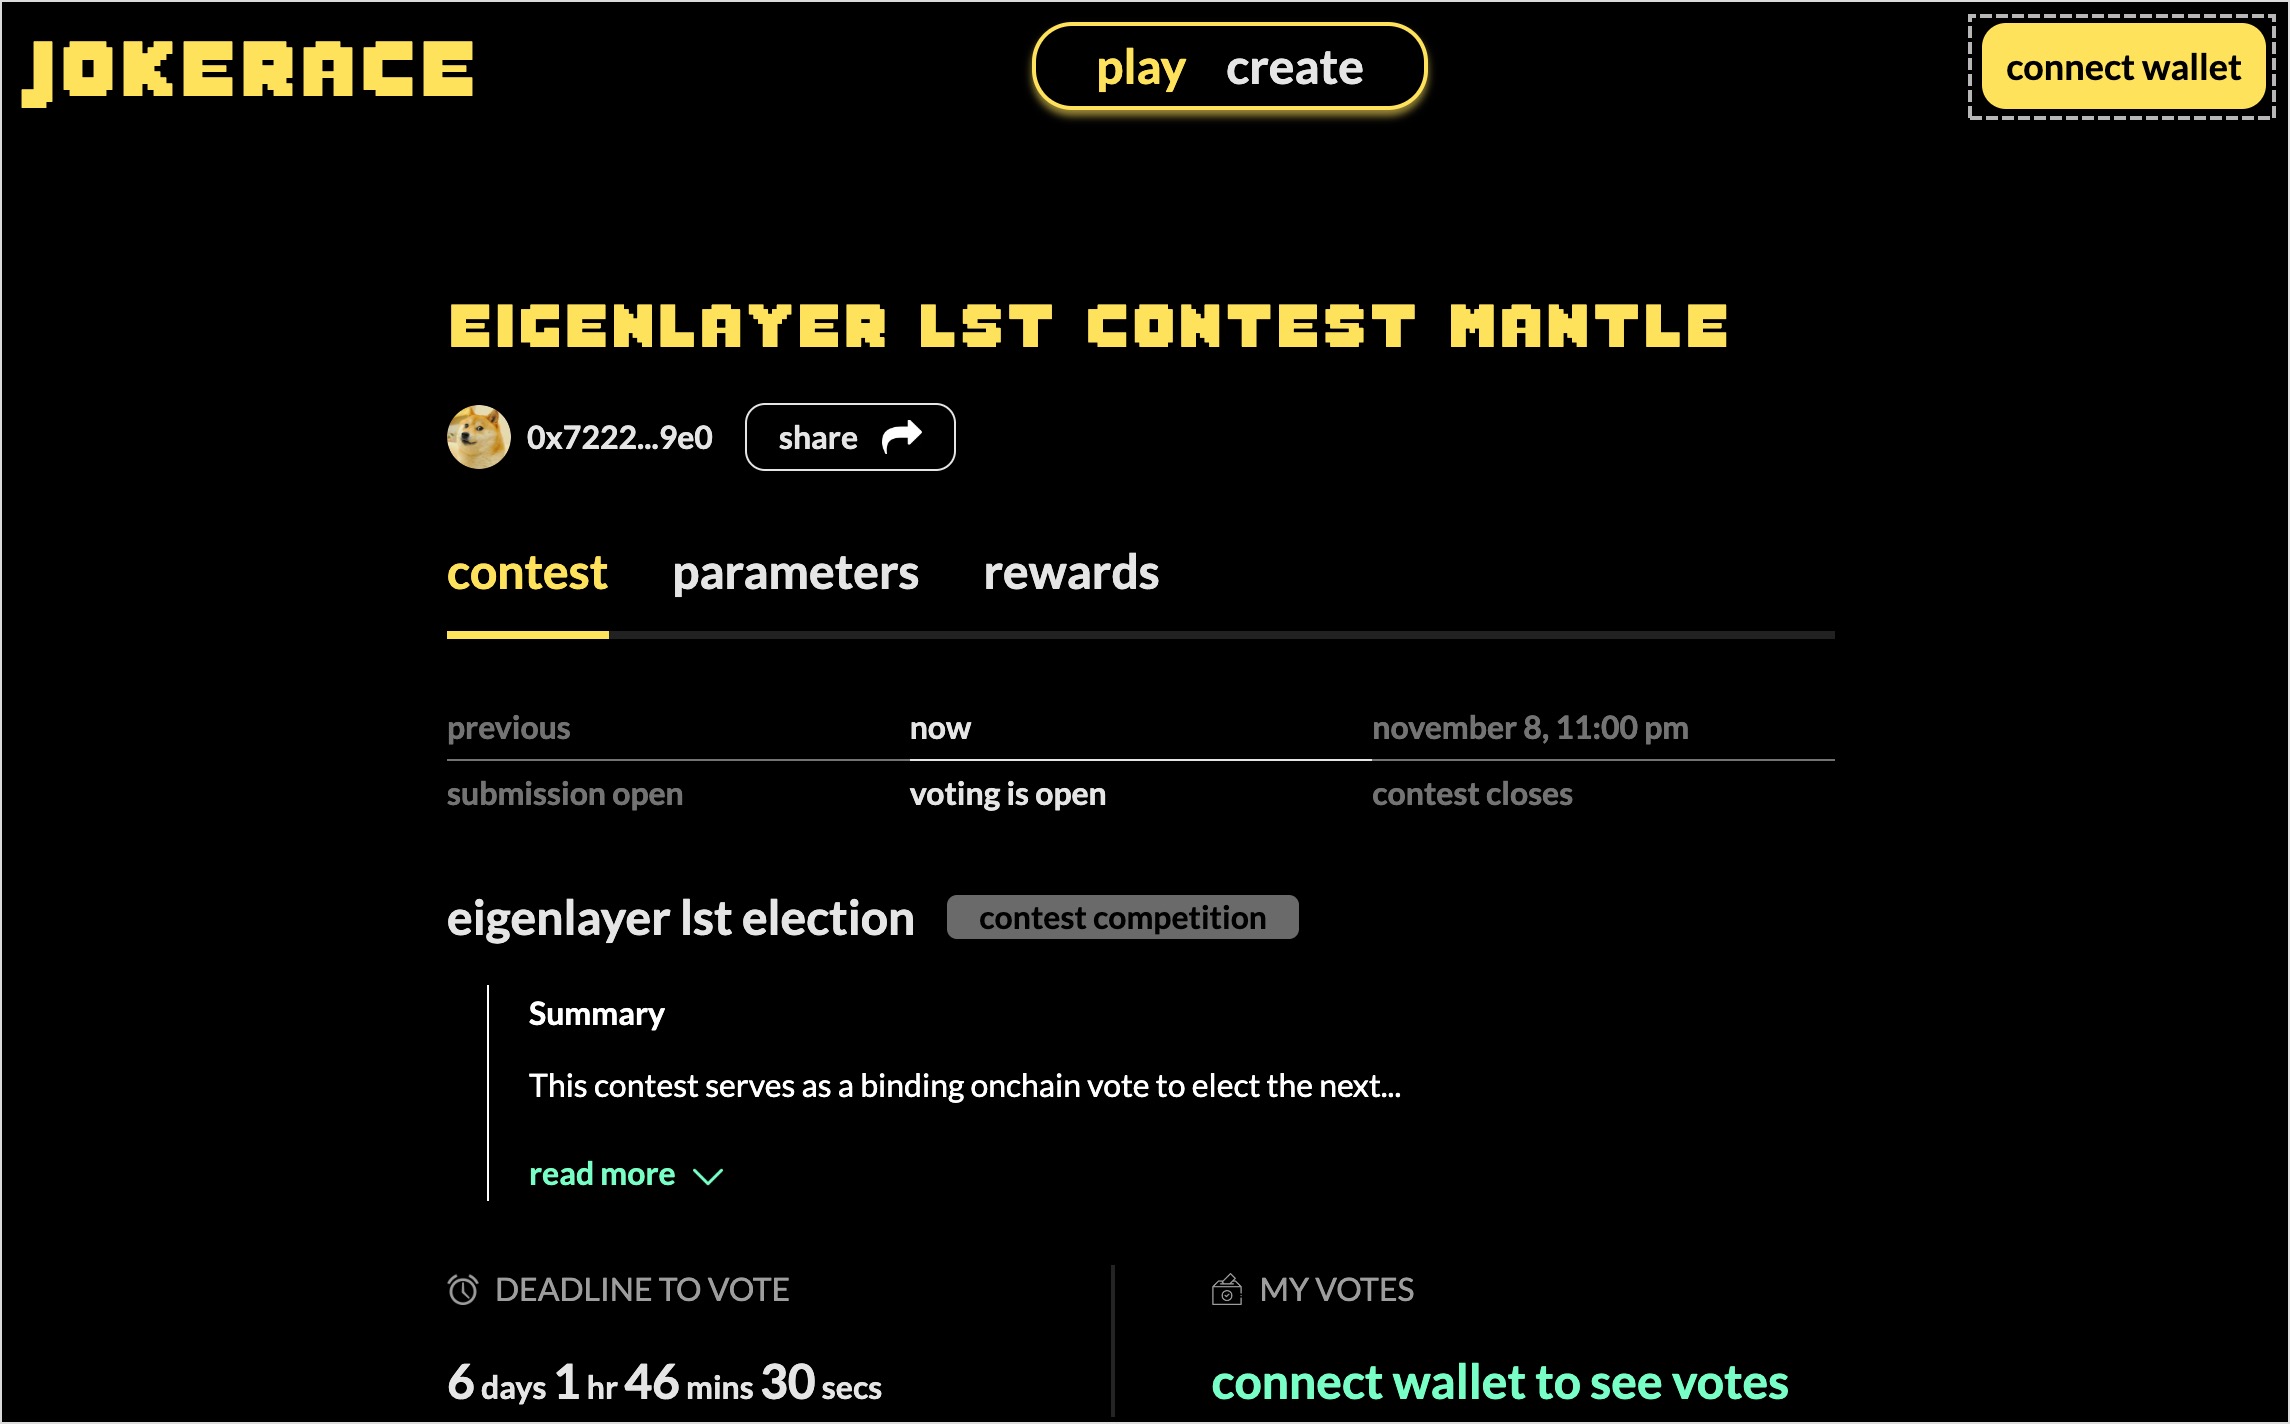 JOKERACE
play create
connect wallet
EIGENLAYER LST CONTEST MANTLE
0x7222...9e0 share
contest parameters rewards
previous now november 8, 11:00 pm
submission open voting is open contest closes
eigenlayer lst election contest competition
Summary
This contest serves as a binding onchain vote to elect the next...
read more
DEADLINE TO VOTE MY VOTES
6 days 1 hr 46 mins 30 secs connect wallet to see votes